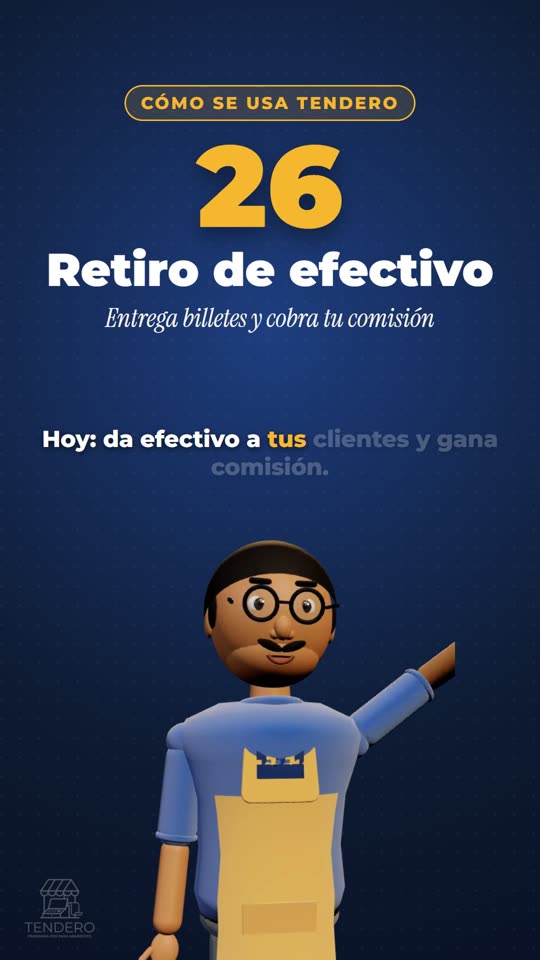 CÓMO SE USA TENDERO
26
Retiro de efectivo
Entrega billetes y cobra tu comisión
Hoy: da efectivo a tus clientes y gana
comisión.
TENDERO